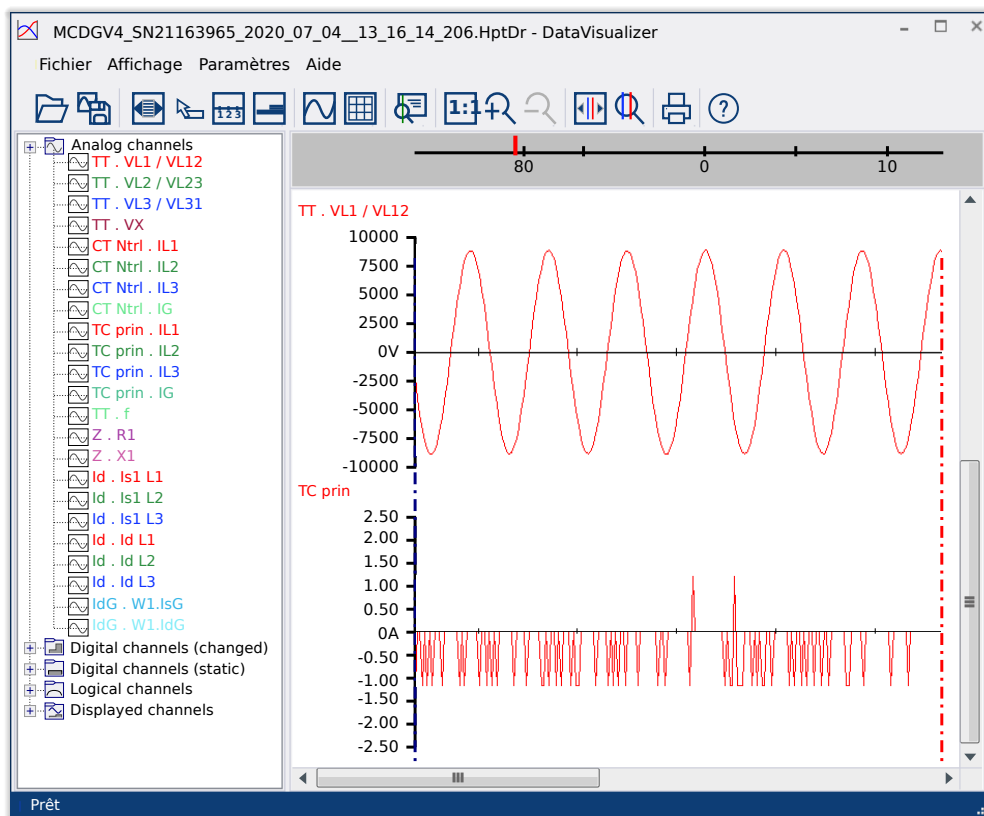 MCDGV4_SN21163965_2020_07_04__13_16_14_206.HptDr - DataVisualizer
Fichier Affichage Paramètres Aide
1 2 3
1:1
?
Analog channels
TT . VL1 / VL12
TT . VL2 / VL23
TT . VL3 / VL31
TT . VX
CT Ntrl . IL1
CT Ntrl . IL2
CT Ntrl . IL3
CT Ntrl . IG
TC prin . IL1
TC prin . IL2
TC prin . IL3
TC prin . IG
TT . f
Z . R1
Z . X1
Id . Is1 L1
Id . Is1 L2
Id . Is1 L3
Id . Id L1
Id . Id L2
Id . Id L3
IdG . W1.IsG
IdG . W1.IdG
Digital channels (changed)
Digital channels (static)
Logical channels
Displayed channels
80 0 10
TT . VL1 / VL12
10000
7500
5000
2500
0V
-2500
-5000
-7500
-10000
TC prin
2.50
2.00
1.50
1.00
0.50
0A
-0.50
-1.00
-1.50
-2.00
-2.50
Prêt